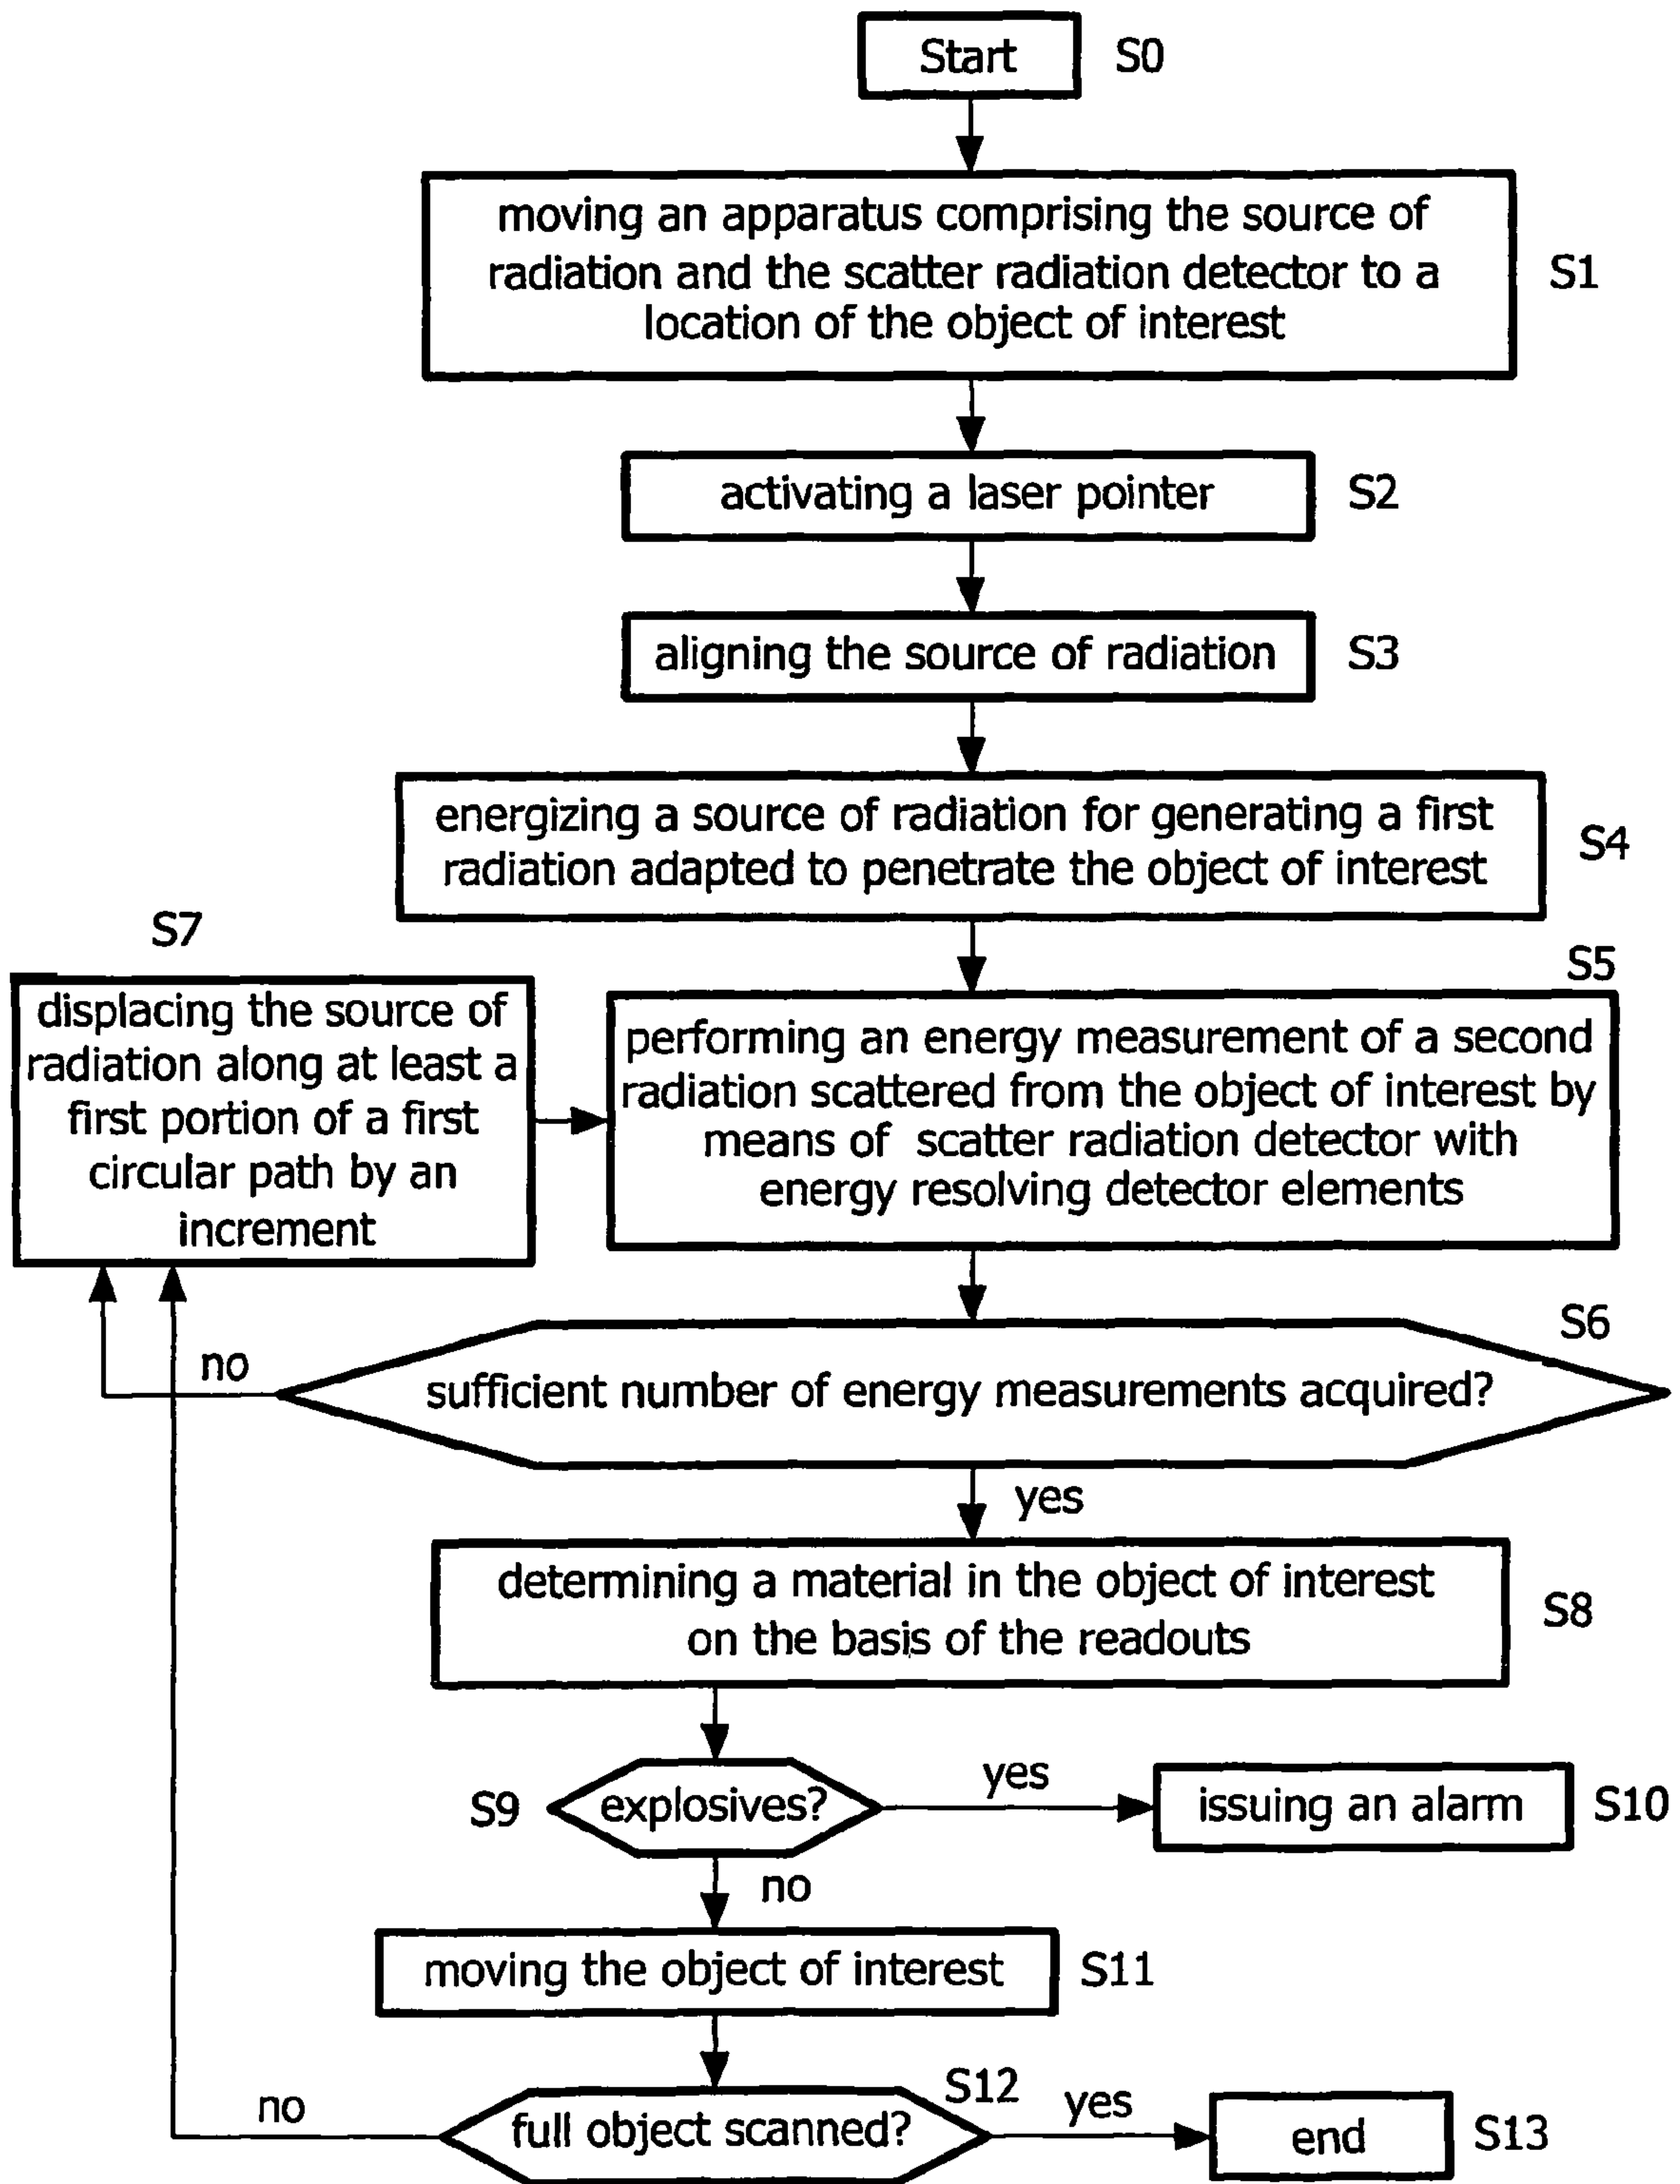 Start
S0
moving an apparatus comprising the source of
radiation and the scatter radiation detector to a
location of the object of interest
S1
activating a laser pointer
S2
aligning the source of radiation
S3
energizing a source of radiation for generating a first
radiation adapted to penetrate the object of interest
S4
S7
displacing the source of
radiation along at least a
first portion of a first
circular path by an
increment
S5
performing an energy measurement of a second
radiation scattered from the object of interest by
means of scatter radiation detector with
energy resolving detector elements
S6
no
sufficient number of energy measurements acquired?
yes
determining a material in the object of interest
on the basis of the readouts
S8
S9
explosives?
yes
issuing an alarm
S10
no
moving the object of interest
S11
no
full object scanned?
S12
yes
end
S13